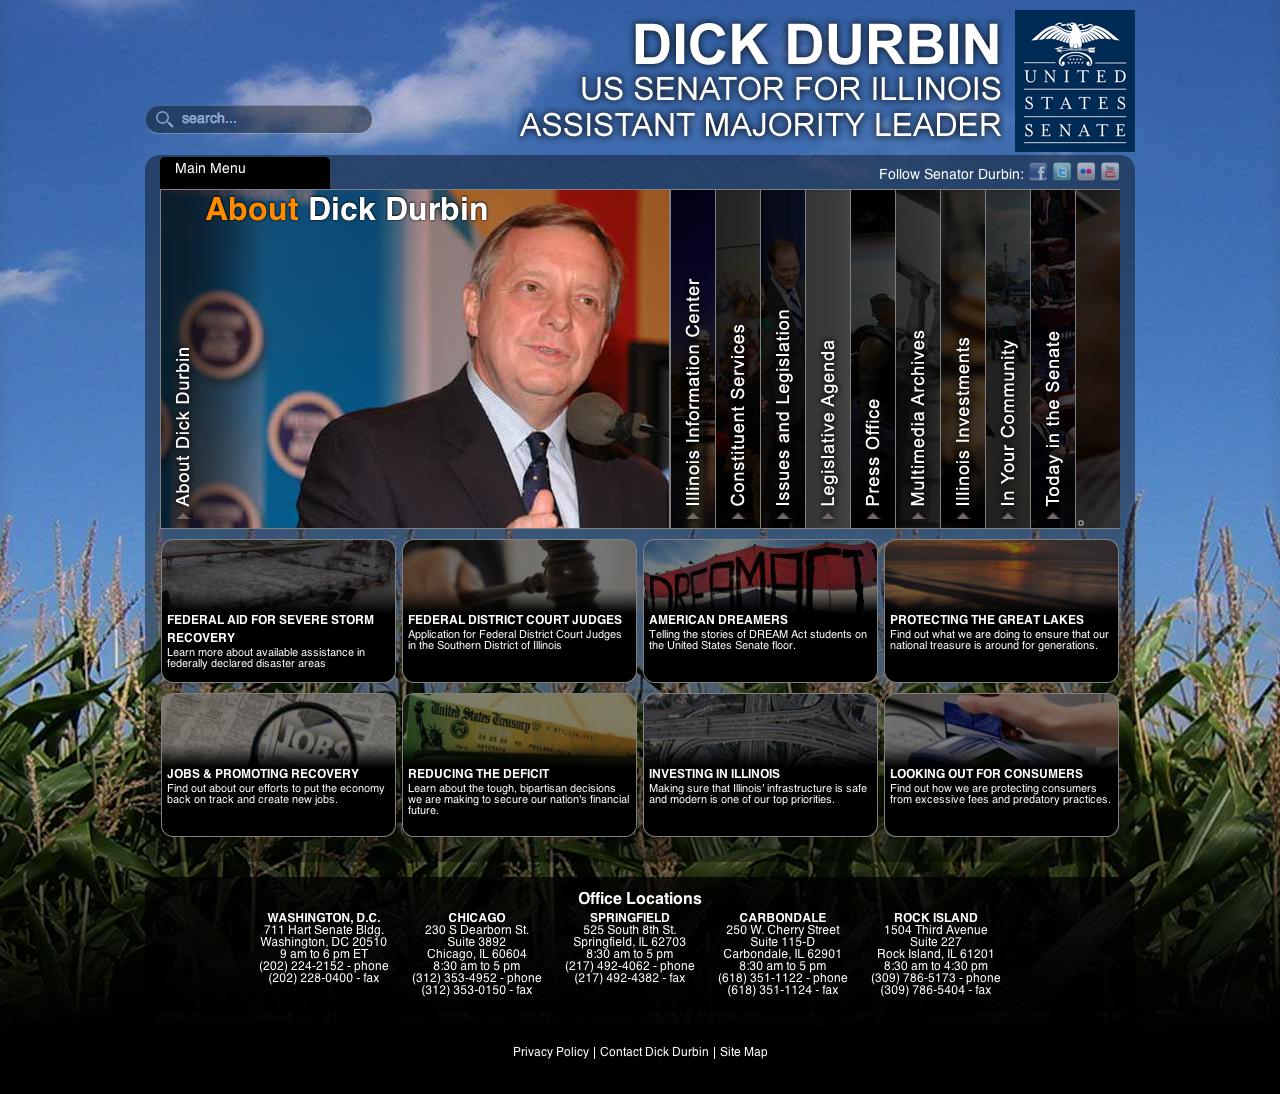 DICK DURBIN
US SENATOR FOR ILLINOIS
ASSISTANT MAJORITY LEADER
UNITED
STATES
SENATE
search...
Main Menu
Follow Senator Durbin:
About Dick Durbin
About Dick Durbin
Illinois Information Center
Constituent Services
Issues and Legislation
Legislative Agenda
Press Office
Multimedia Archives
Illinois Investments
In Your Community
Today in the Senate
DREAM ACT
FEDERAL AID FOR SEVERE STORM
RECOVERY
Learn more about available assistance in
federally declared disaster areas
FEDERAL DISTRICT COURT JUDGES
Application for Federal District Court Judges
in the Southern District of Illinois
AMERICAN DREAMERS
Telling the stories of DREAM Act students on
the United States Senate floor.
PROTECTING THE GREAT LAKES
Find out what we are doing to ensure that our
national treasure is around for generations.
JOBS
JOBS & PROMOTING RECOVERY
Find out about our efforts to put the economy
back on track and create new jobs.
United States Treasury
REDUCING THE DEFICIT
Learn about the tough, bipartisan decisions
we are making to secure our nation's financial
future.
INVESTING IN ILLINOIS
Making sure that Illinois' infrastructure is safe
and modern is one of our top priorities.
LOOKING OUT FOR CONSUMERS
Find out how we are protecting consumers
from excessive fees and predatory practices.
Office Locations
WASHINGTON, D.C.
711 Hart Senate Bldg.
Washington, DC 20510
9 am to 6 pm ET
(202) 224-2152 - phone
(202) 228-0400 - fax
CHICAGO
230 S Dearborn St.
Suite 3892
Chicago, IL 60604
8:30 am to 5 pm
(312) 353-4952 - phone
(312) 353-0150 - fax
SPRINGFIELD
525 South 8th St.
Springfield, IL 62703
8:30 am to 5 pm
(217) 492-4062 - phone
(217) 492-4382 - fax
CARBONDALE
250 W. Cherry Street
Suite 115-D
Carbondale, IL 62901
8:30 am to 5 pm
(618) 351-1122 - phone
(618) 351-1124 - fax
ROCK ISLAND
1504 Third Avenue
Suite 227
Rock Island, IL 61201
8:30 am to 4:30 pm
(309) 786-5173 - phone
(309) 786-5404 - fax
Privacy Policy | Contact Dick Durbin | Site Map